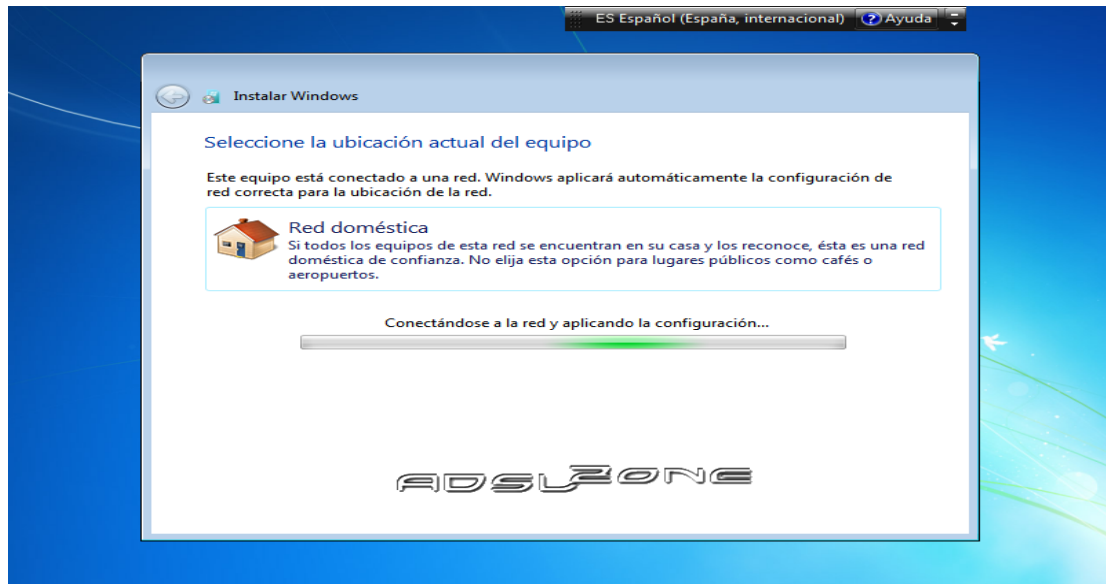 ES Español (España, internacional) ? Ayuda
Instalar Windows
Seleccione la ubicación actual del equipo
Este equipo está conectado a una red. Windows aplicará automáticamente la configuración de
red correcta para la ubicación de la red.
Red doméstica
Si todos los equipos de esta red se encuentran en su casa y los reconoce, ésta es una red
doméstica de confianza. No elija esta opción para lugares públicos como cafés o
aeropuertos.
Conectándose a la red y aplicando la configuración...
ADSLZONE